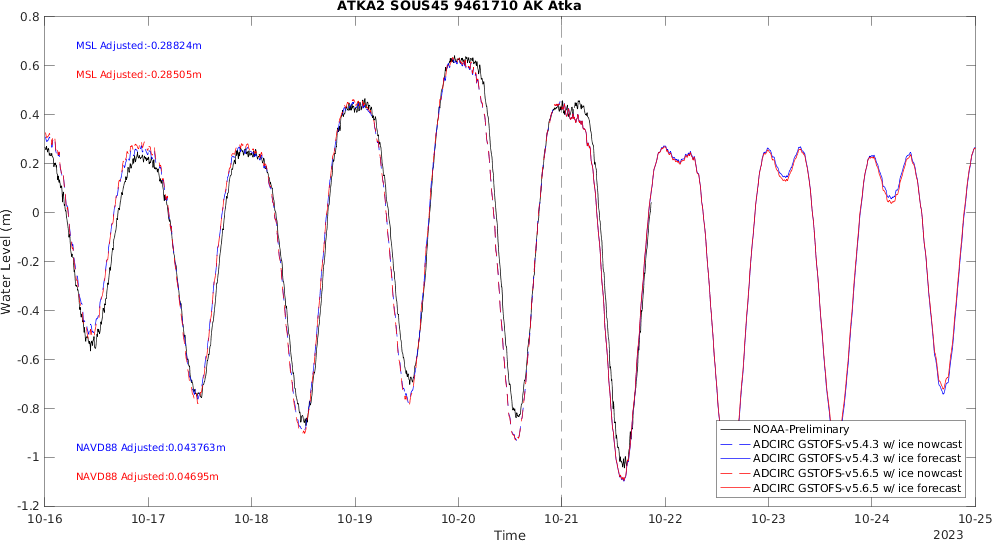 ATKA2 SOUS45 9461710 AK Atka
0.8
0.6
0.4
0.2
0
-0.2
-0.4
-0.6
-0.8
-1
-1.2
Water Level (m)
MSL Adjusted:-0.28824m
MSL Adjusted:-0.28505m
NAVD88 Adjusted:0.043763m
NAVD88 Adjusted:0.04695m
NOAA-Preliminary
ADCIRC GSTOFS-v5.4.3 w/ ice nowcast
ADCIRC GSTOFS-v5.4.3 w/ ice forecast
ADCIRC GSTOFS-v5.6.5 w/ ice nowcast
ADCIRC GSTOFS-v5.6.5 w/ ice forecast
10-16 10-17 10-18 10-19 10-20 10-21 10-22 10-23 10-24 10-25
Time
2023